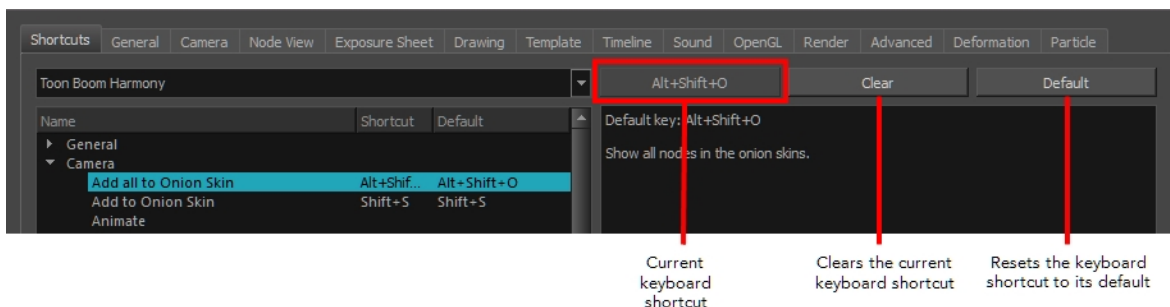 Shortcuts General Camera Node View Exposure Sheet Drawing Template Timeline Sound OpenGL Render Advanced Deformation Particle
Toon Boom Harmony Alt+Shift+O Clear Default
Name Shortcut Default
Default key: Alt+Shift+O
General
Show all nodes in the onion skins.
Camera
Add all to Onion Skin Alt+Shif... Alt+Shift+O
Add to Onion Skin Shift+S Shift+S
Animate
Current keyboard shortcut
Clears the current keyboard shortcut
Resets the keyboard shortcut to its default